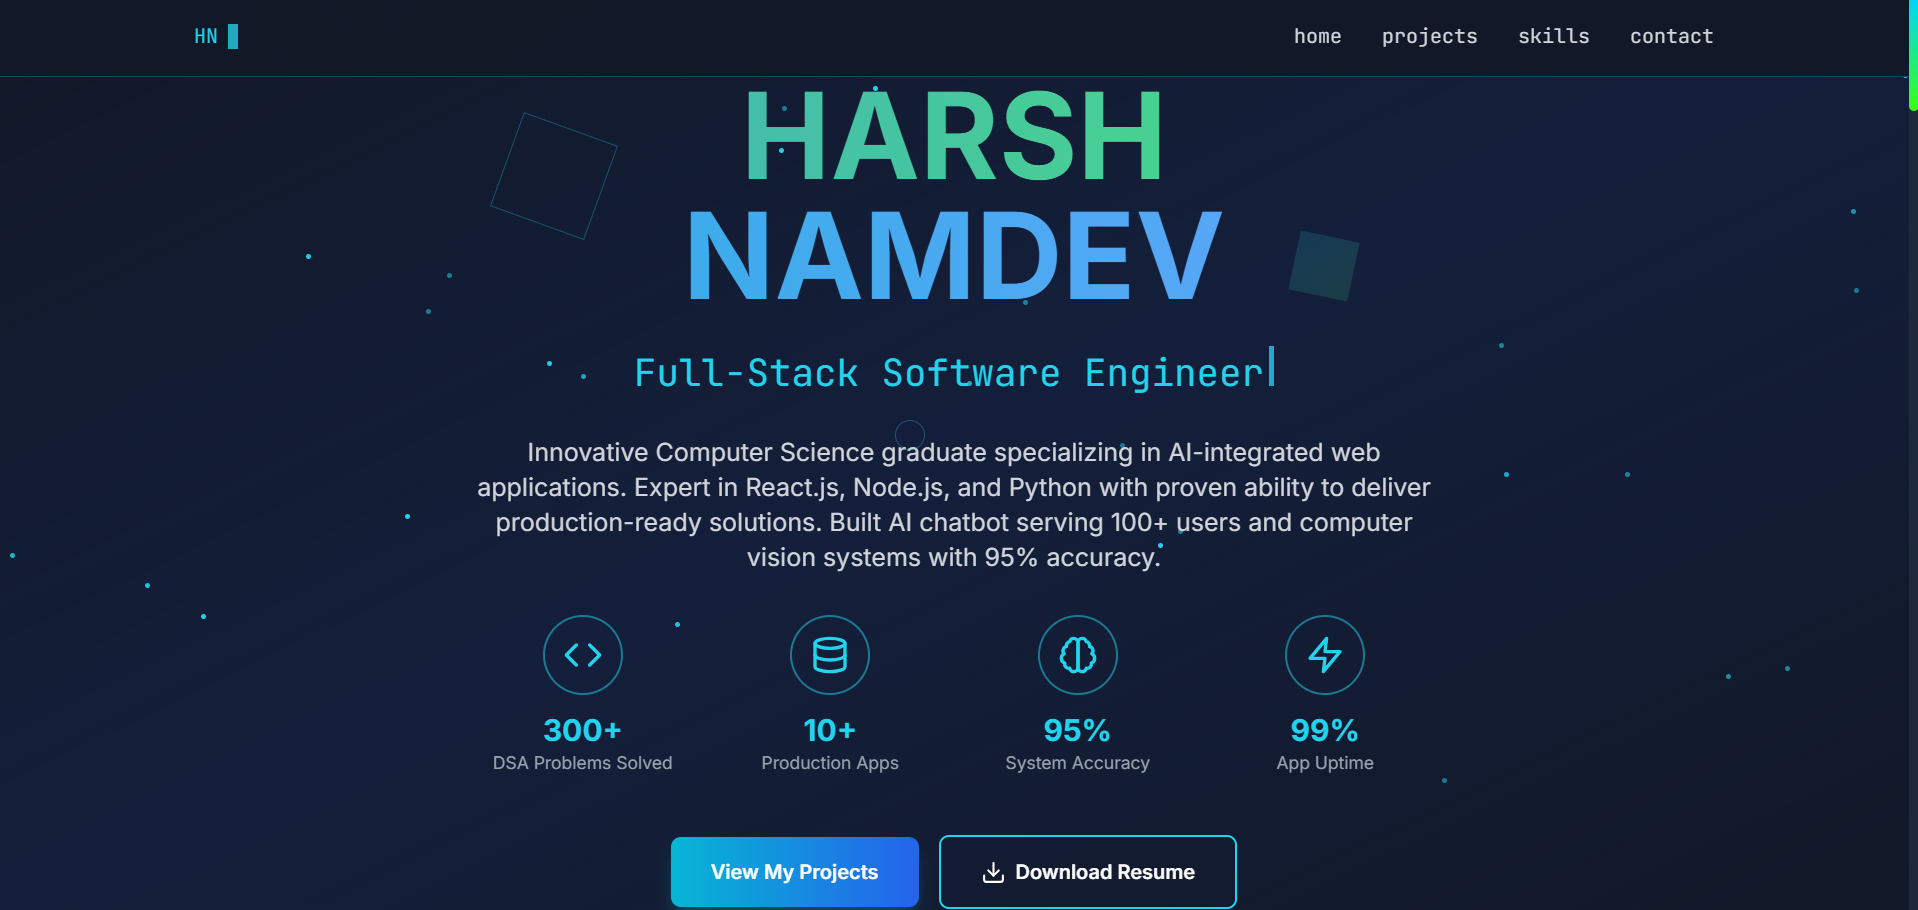 HN
home projects skills contact
HARSH
NAMDEV
Full-Stack Software Engineer
Innovative Computer Science graduate specializing in AI-integrated web
applications. Expert in React.js, Node.js, and Python with proven ability to deliver
production-ready solutions. Built AI chatbot serving 100+ users and computer
vision systems with 95% accuracy.
300+ 10+ 95% 99%
DSA Problems Solved Production Apps System Accuracy App Uptime
View My Projects Download Resume